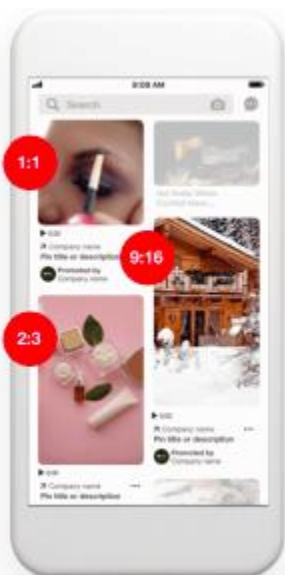 9:08 AM
Search
1:1
Company name
Pin title or description
Promoted by
Company name
9:16
2:3
Company name
Pin title or description
Promoted by
Company name
Company name
Pin title or description